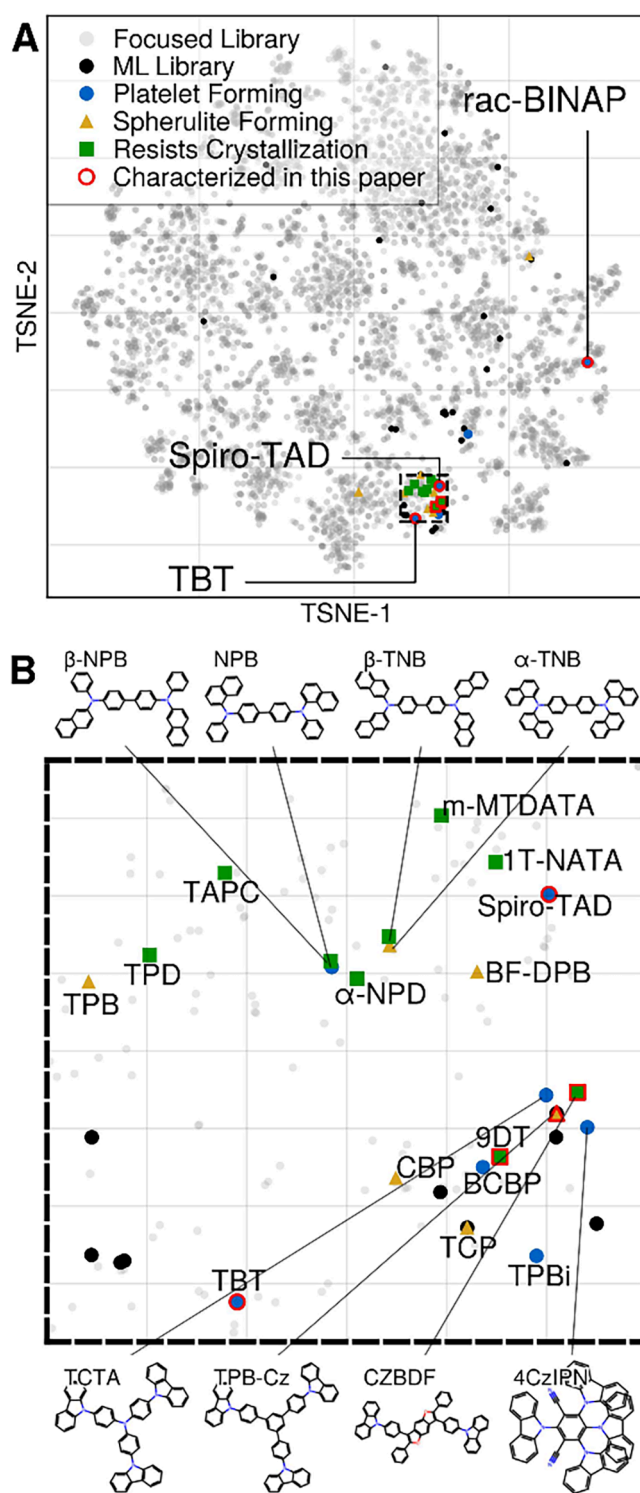 A
Focused Library
ML Library
Platelet Forming
Spherulite Forming
Resists Crystallization
Characterized in this paper
rac-BINAP
TSNE-2
Spiro-TAD
TBT
TSNE-1
B
β-NPB
NPB
β-TNB
α-TNB
m-MTDATA
1T-NATA
TAPC
Spiro-TAD
TPD
α-NPD
BF-DPB
TPB
9DT
CBP
BCBP
TCP
TPBi
TBT
TCTA
TPB-Cz
CZBDF
4CzIPN